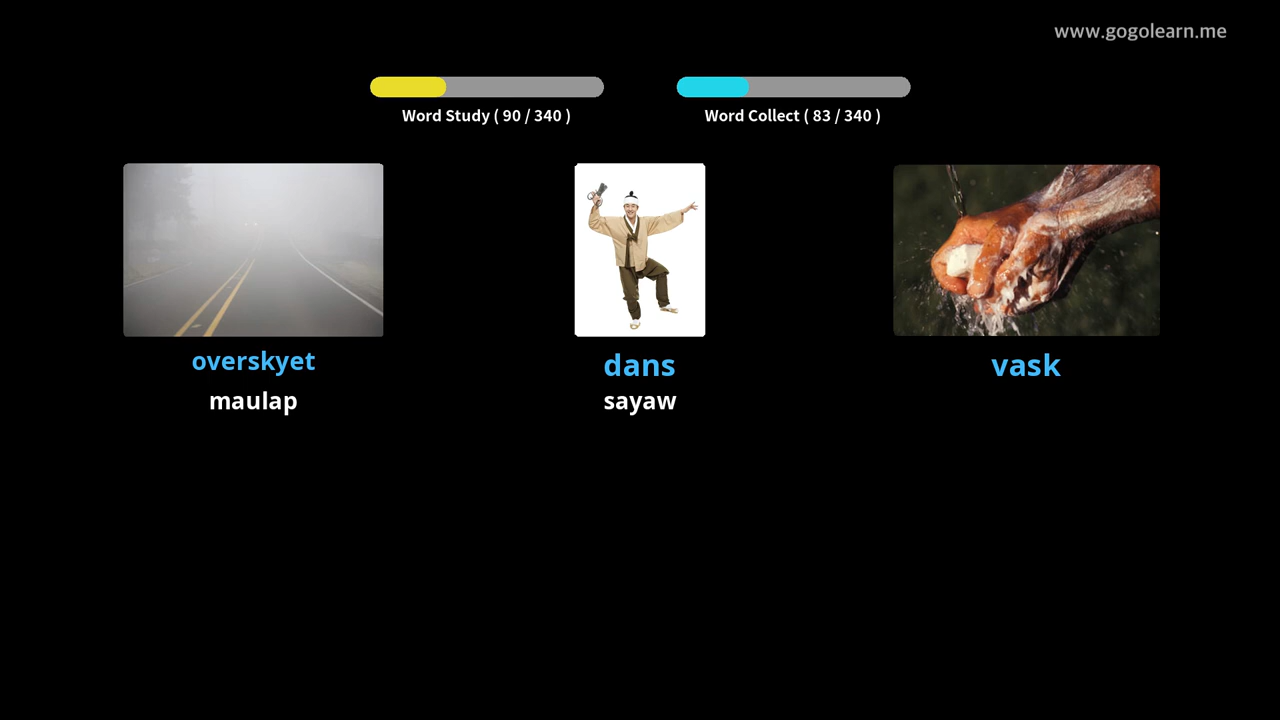 www.gogolearn.me
Word Study ( 90 / 340 )
Word Collect ( 83 / 340 )
overskyet
maulap
dans
sayaw
vask